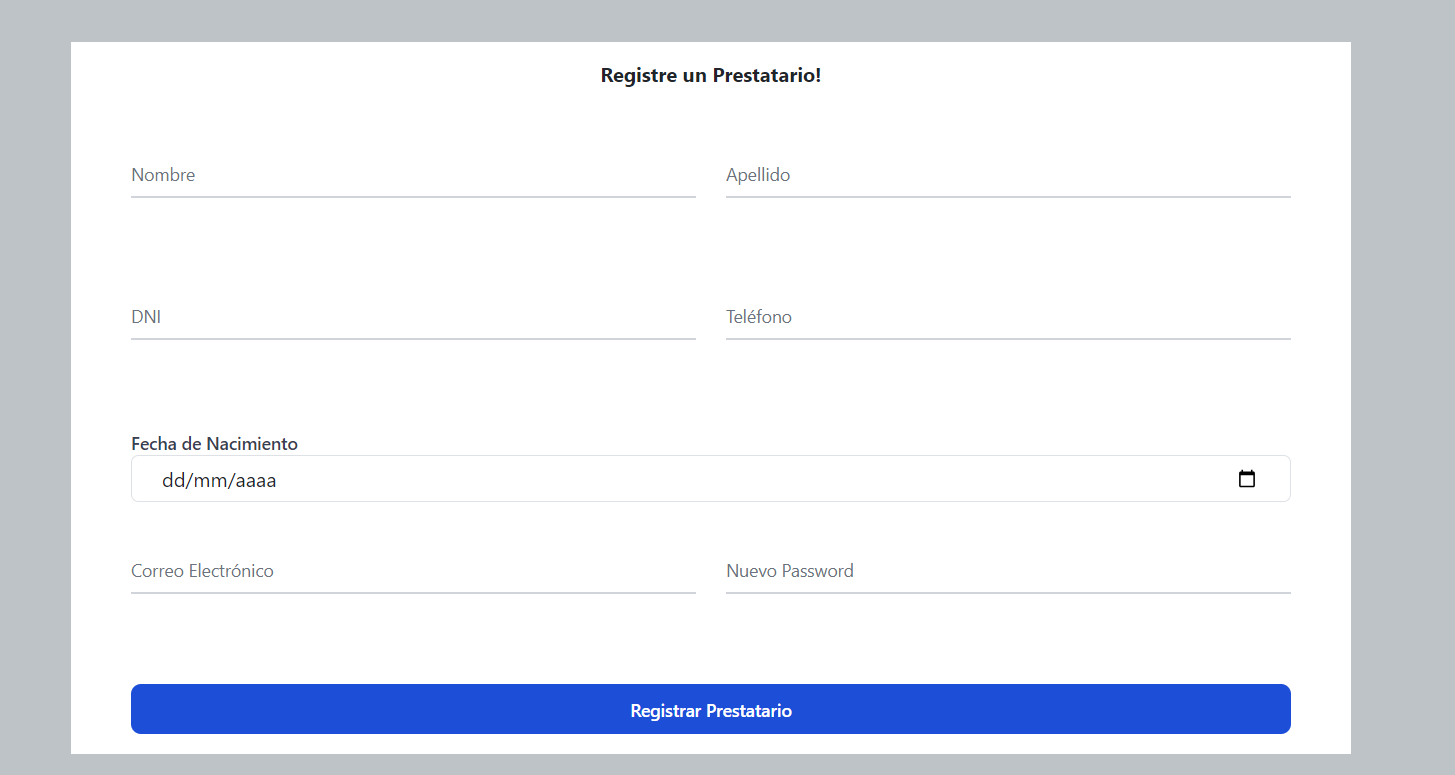 Registre un Prestatario!
Nombre
Apellido
DNI
Teléfono
Fecha de Nacimiento
dd/mm/aaaa
Correo Electrónico
Nuevo Password
Registrar Prestatario